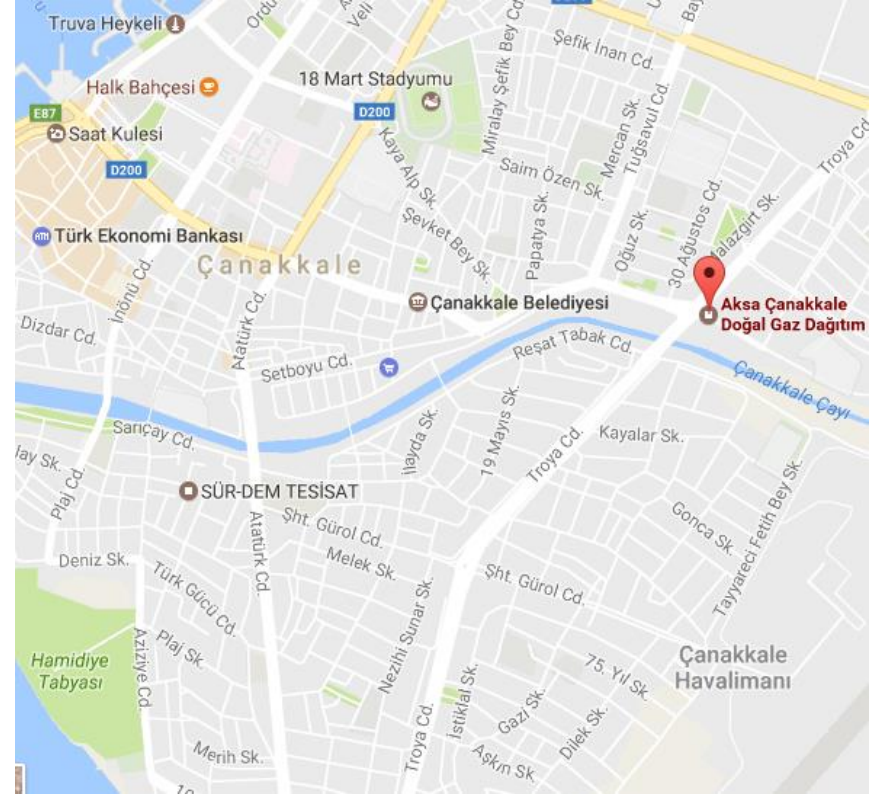 Truva Heykeli
Ordu
Veli
Şefik İnan Cd.
Miralay Şefik Bey Cd.
Halk Bahçesi
18 Mart Stadyumu
E87
D200
Saat Kulesi
D200
Kaya Alp Sk.
Mercan Sk.
Tuğsavul Cd.
Troya Cd.
Saim Özen Sk.
Malazgirt Sk.
Şevket Bey Sk.
Papatya Sk.
Oğuz Sk.
30 Ağustos Cd.
ATM
Türk Ekonomi Bankası
Çanakkale
İnönü Cd.
Atatürk Cd.
Çanakkale Belediyesi
Aksa Çanakkale
Doğal Gaz Dağıtım
Dizdar Cd.
Setboyu Cd.
Reşat Tabak Cd.
Çanakkale Çayı
Sarıçay Cd.
İlayda Sk.
19 Mayıs Sk.
Troya Cd.
Kayalar Sk.
lay Sk.
Plaj Cd.
SÜR-DEM TESİSAT
Şht. Gürol Cd.
Atatürk Cd.
Gonca Sk.
Tayyareci Fetih Bey Sk.
Deniz Sk.
Melek Sk.
Türk Gücü Cd.
Şht. Gürol Cd.
Nezihi Sunar Sk.
Aziziye Cd.
Plaj Sk.
Hamidiye
Tabyası
Çanakkale
Havalimanı
75. Yıl Sk.
İstiklal Sk.
Gazi Sk.
Dilek Sk.
Troya Cd.
Merih Sk.
Aşkın Sk.